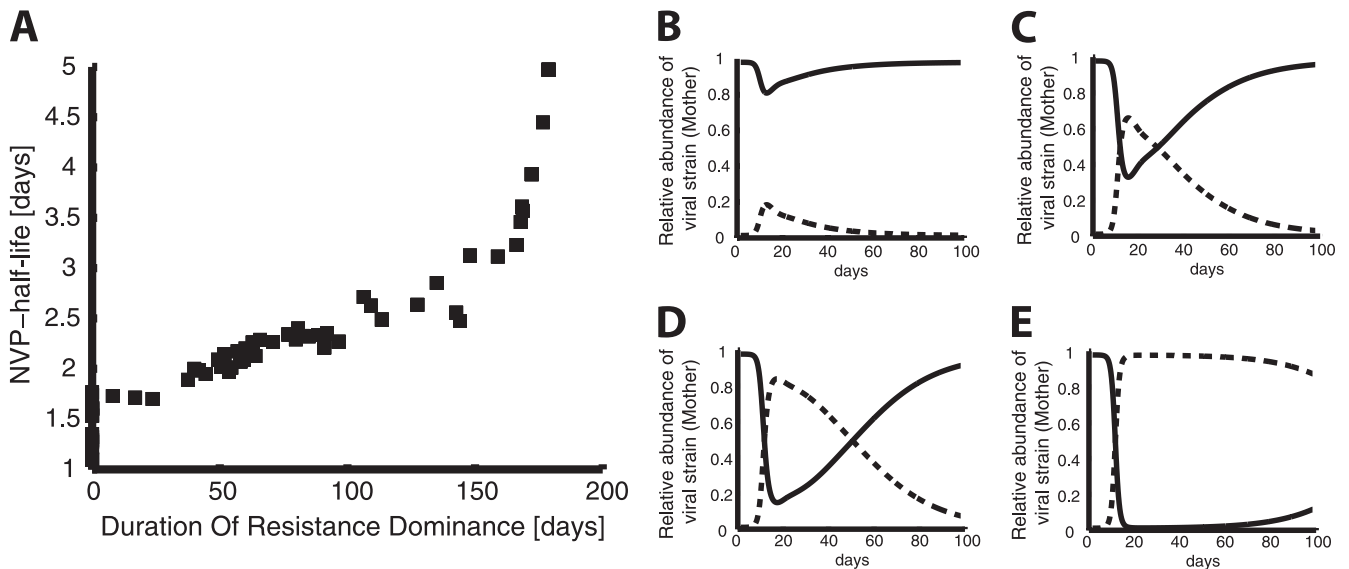 A
5
4.5
4
3.5
3
2.5
2
1.5
1
NVP–half-life [days]
0 50 100 150 200
Duration Of Resistance Dominance [days]
B
1
0.8
0.6
0.4
0.2
0
Relative abundance of
viral strain (Mother)
0 20 40 60 80 100
days
C
1
0.8
0.6
0.4
0.2
0
Relative abundance of
viral strain (Mother)
0 20 40 60 80 100
days
D
1
0.8
0.6
0.4
0.2
0
Relative abundance of
viral strain (Mother)
0 20 40 60 80 100
days
E
1
0.8
0.6
0.4
0.2
0
Relative abundance of
viral strain (Mother)
0 20 40 60 80 100
days